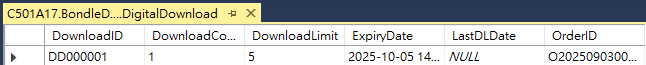 C501A17.BondleD....DigitalDownload
DownloadID DownloadCo... DownloadLimit ExpiryDate LastDLDate OrderID
DD000001 1 5 2025-10-05 14... NULL O2025090300...